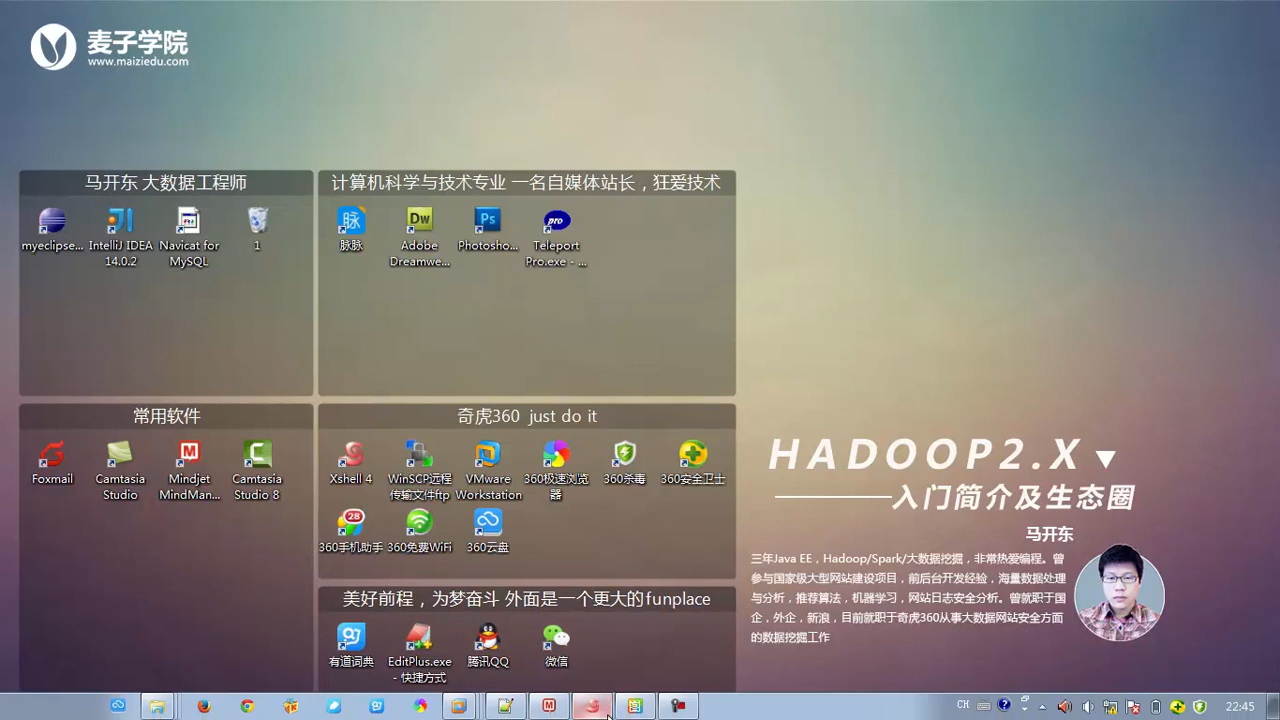 麦子学院
www.maiziedu.com
马开东 大数据工程师
myeclipse...
IntelliJ IDEA
14.0.2
Navicat for
MySQL
1
计算机科学与技术专业 一名自媒体站长，狂爱技术
脉
脉脉
Dw
Adobe
Dreamwe...
Ps
Photosho...
pro
Teleport
Pro.exe - ...
常用软件
Foxmail
Camtasia
Studio
Mindjet
MindMan...
Camtasia
Studio 8
奇虎360 just do it
Xshell 4
WinSCP远程
传输文件ftp
VMware
Workstation
360极速浏览
器
360杀毒
360安全卫士
28
360手机助手
360免费WiFi
360云盘
美好前程，为梦奋斗 外面是一个更大的funplace
有道词典
EditPlus.exe
- 快捷方式
腾讯QQ
微信
HADOOP2.X
入门简介及生态圈
马开东
三年Java EE，Hadoop/Spark/大数据挖掘，非常热爱编程。曾
参与国家级大型网站建设项目，前后台开发经验，海量数据处理
与分析，推荐算法，机器学习，网站日志安全分析。曾就职于国
企，外企，新浪，目前就职于奇虎360从事大数据网站安全方面
的数据挖掘工作
CH
22:45